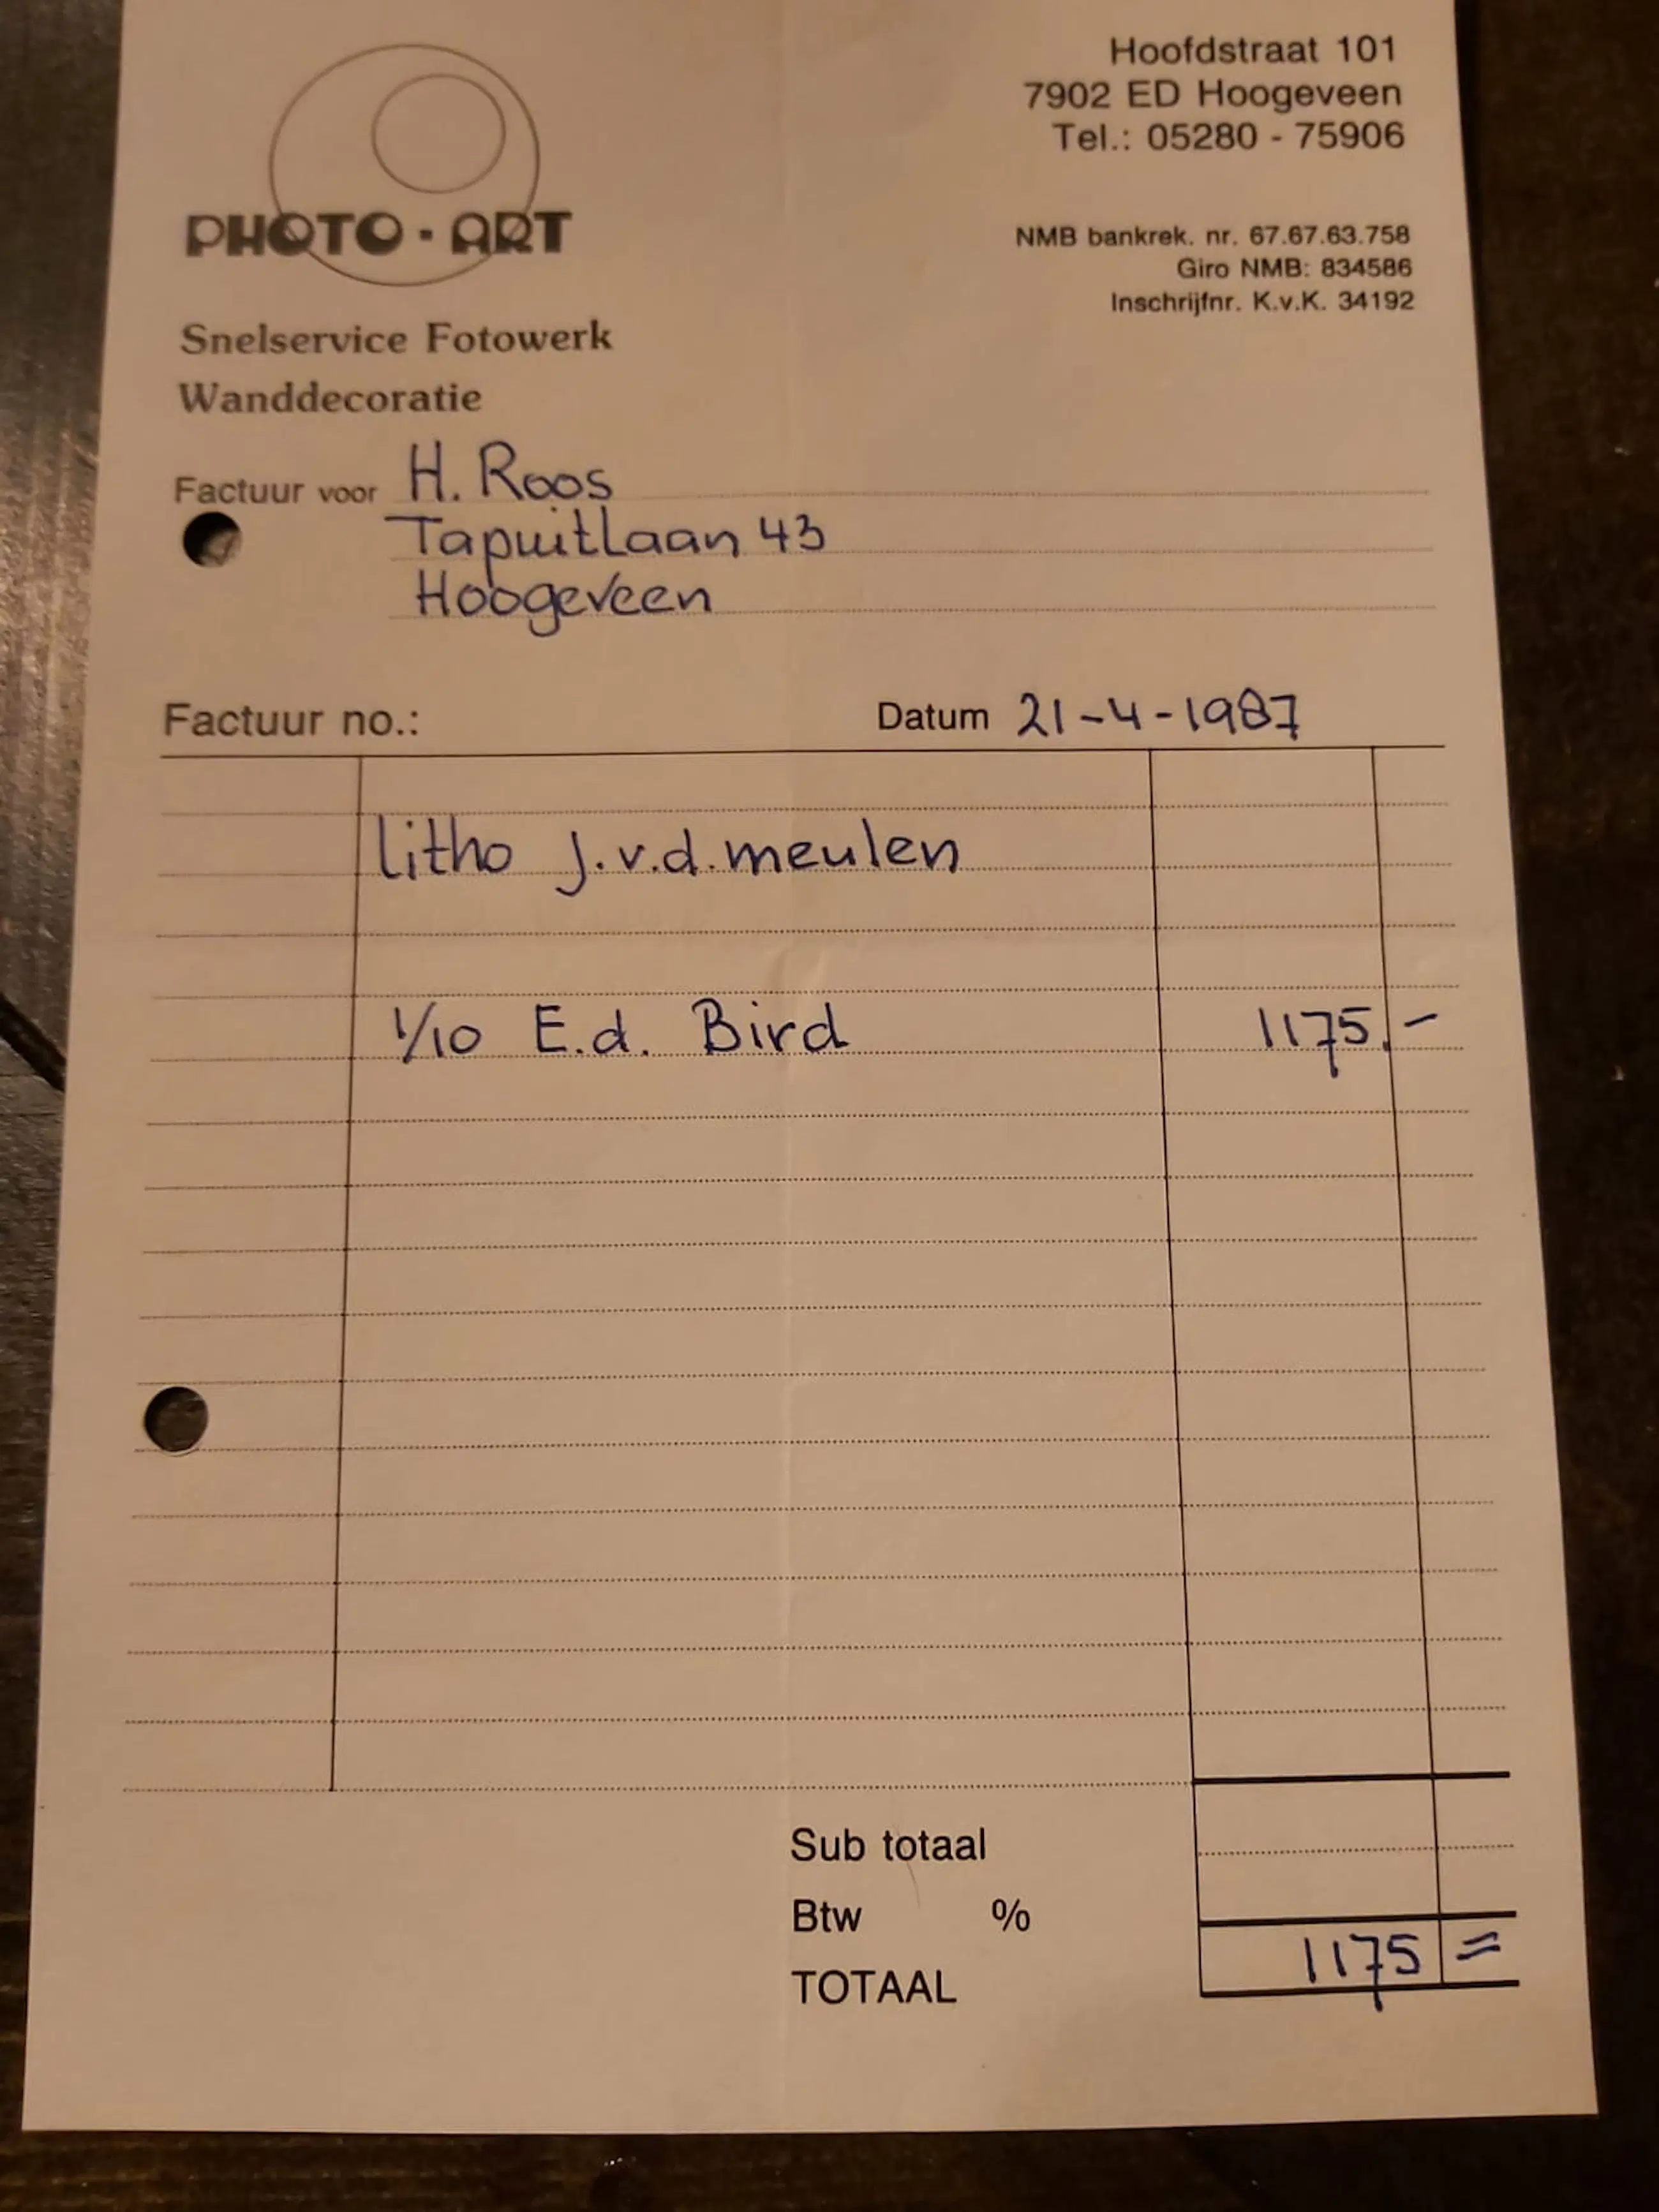 PHOTO · ART
Snelservice Fotowerk
Wanddecoratie
Hoofdstraat 101
7902 ED Hoogeveen
Tel.: 05280 - 75906
NMB bankrek. nr. 67.67.63.758
Giro NMB: 834586
Inschrijfnr. K.v.K. 34192
Factuur voor H. Roos
Tapuitlaan 43
Hoogeveen
Factuur no.: Datum 21-4-1987
litho J.v.d.meulen
1/10 E.d. Bird 1175.-
Sub totaal
Btw %
TOTAAL 1175 =